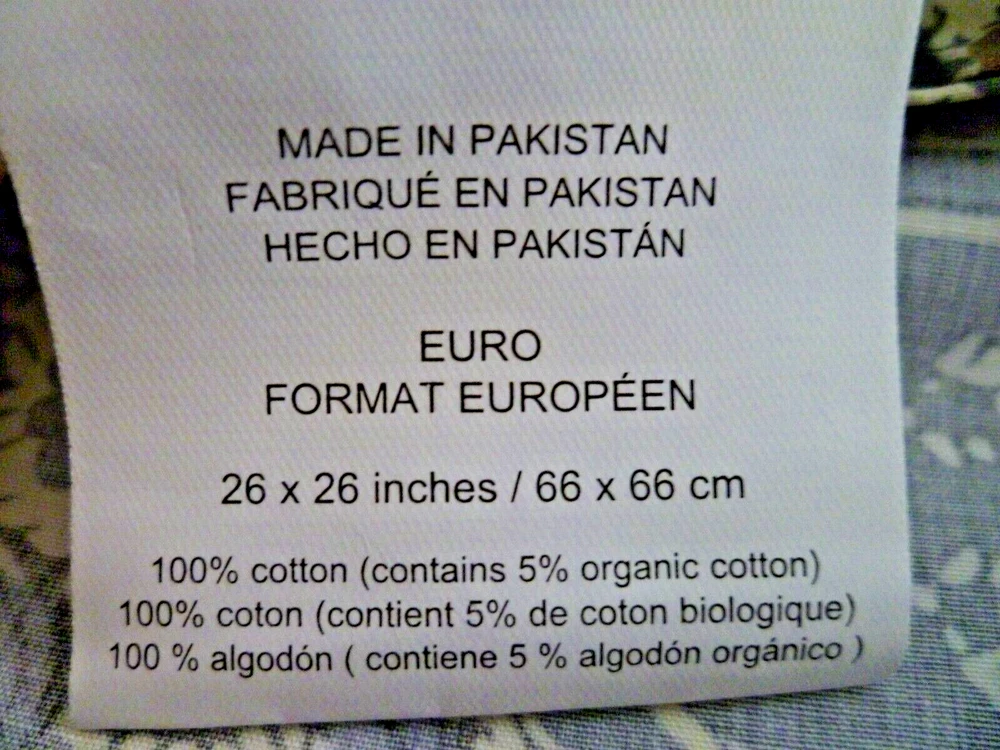 MADE IN PAKISTAN
FABRIQUÉ EN PAKISTAN
HECHO EN PAKISTÁN
EURO
FORMAT EUROPÉEN
26 x 26 inches / 66 x 66 cm
100% cotton (contains 5% organic cotton)
100% coton (contient 5% de coton biologique)
100 % algodón ( contiene 5 % algodón orgánico )